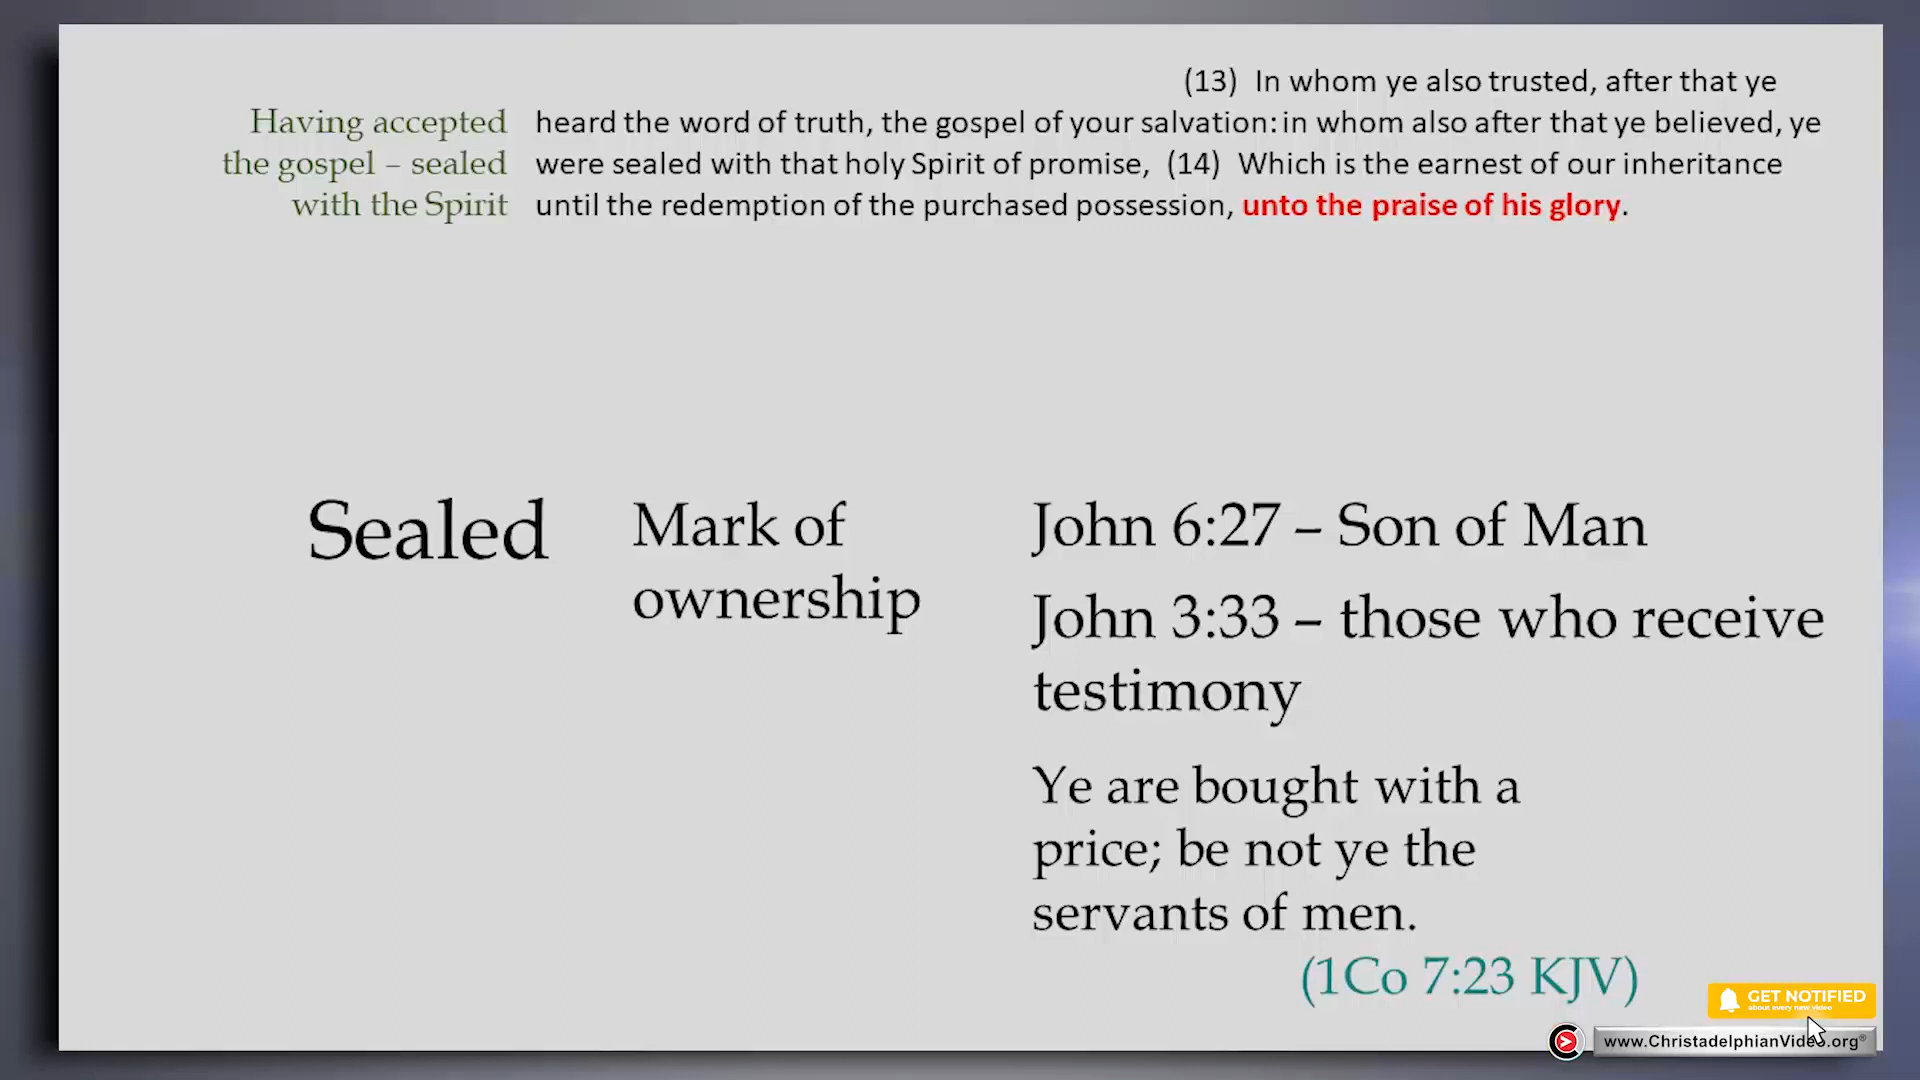 (13) In whom ye also trusted, after that ye
Having accepted
heard the word of truth, the gospel of your salvation: in whom also after that ye believed, ye
the gospel – sealed
were sealed with that holy Spirit of promise, (14) Which is the earnest of our inheritance
with the Spirit
until the redemption of the purchased possession, unto the praise of his glory.
Sealed
Mark of
ownership
John 6:27 – Son of Man
John 3:33 – those who receive
testimony
Ye are bought with a
price; be not ye the
servants of men.
(1Co 7:23 KJV)
GET NOTIFIED
about every new video
www.ChristadelphianVideo.org®